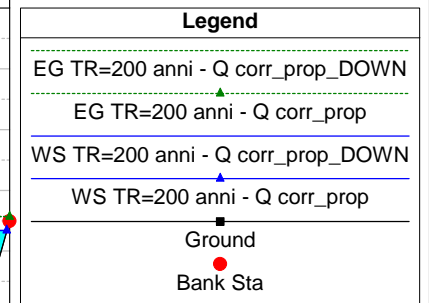 Legend
EG TR=200 anni - Q corr_prop_DOWN
EG TR=200 anni - Q corr_prop
WS TR=200 anni - Q corr_prop_DOWN
WS TR=200 anni - Q corr_prop
Ground
Bank Sta